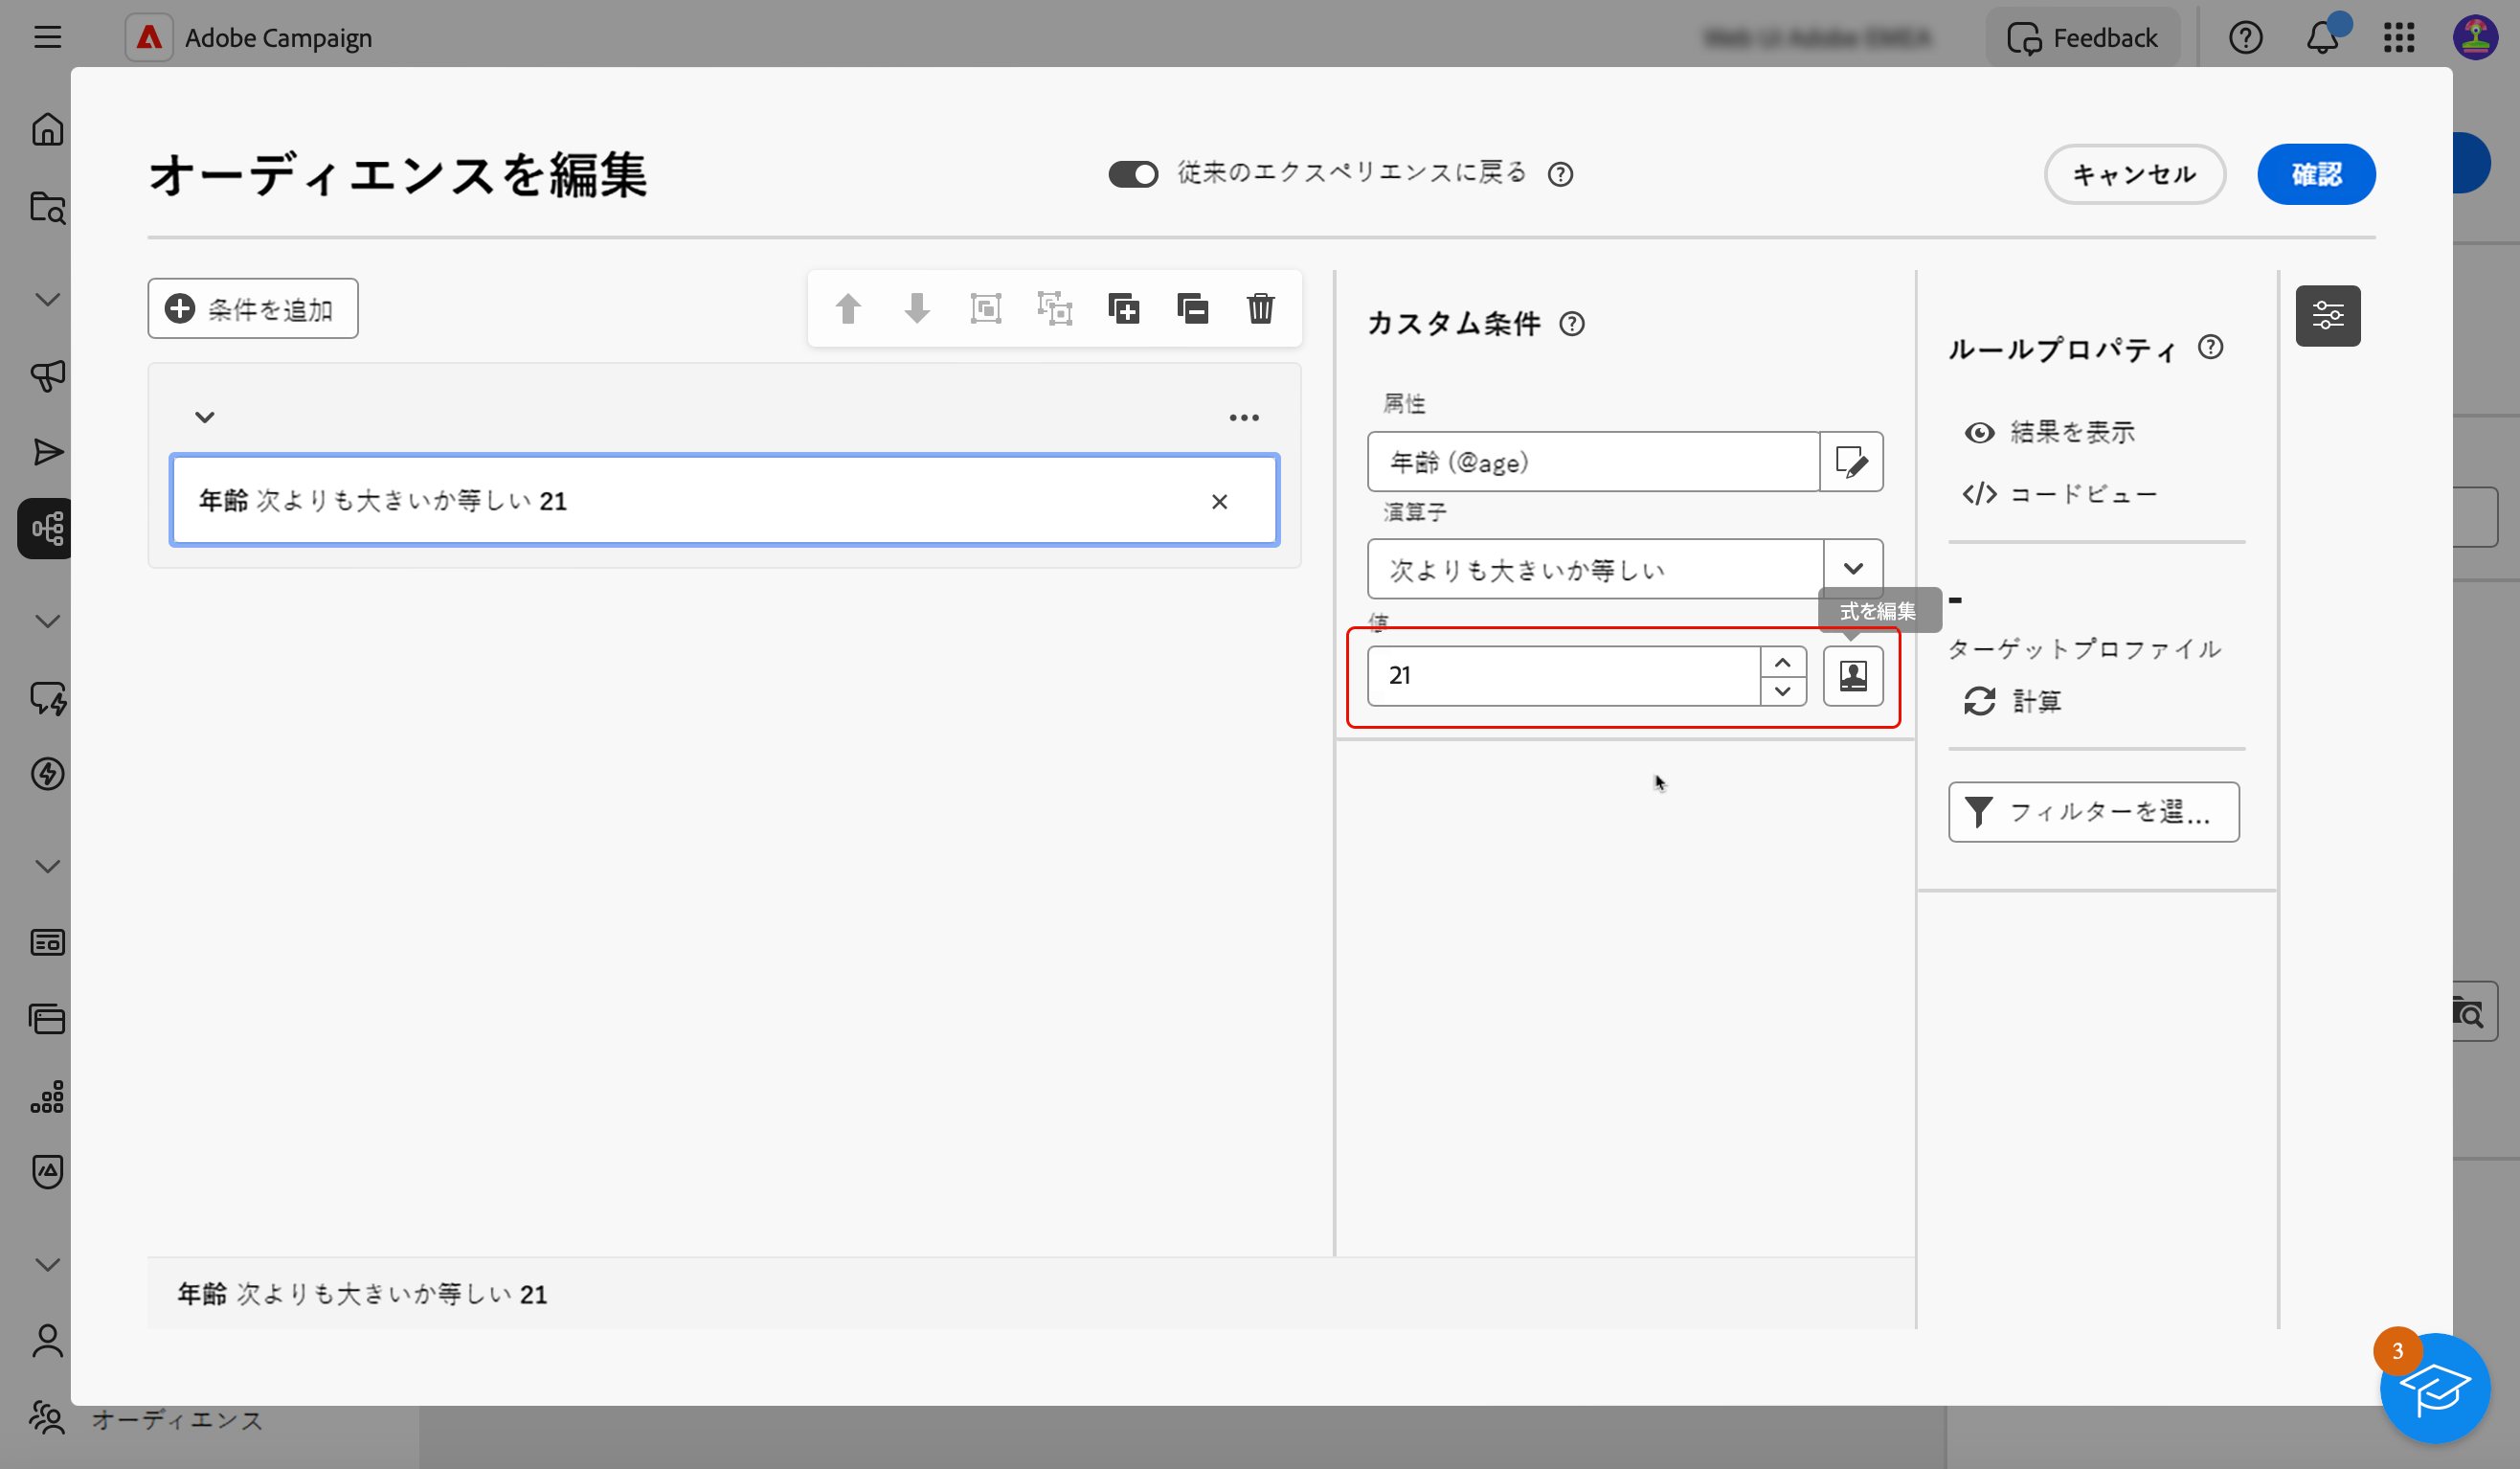 Adobe Campaign
Feedback
オーディエンスを編集
従来のエクスペリエンスに戻る
キャンセル
確認
条件を追加
年齢 次よりも大きいか等しい 21
カスタム条件
属性
年齢 (@age)
演算子
次よりも大きいか等しい
式を編集
値
21
ルールプロパティ
結果を表示
コードビュー
-
ターゲットプロファイル
計算
フィルターを選...
年齢 次よりも大きいか等しい 21
3
オーディエンス